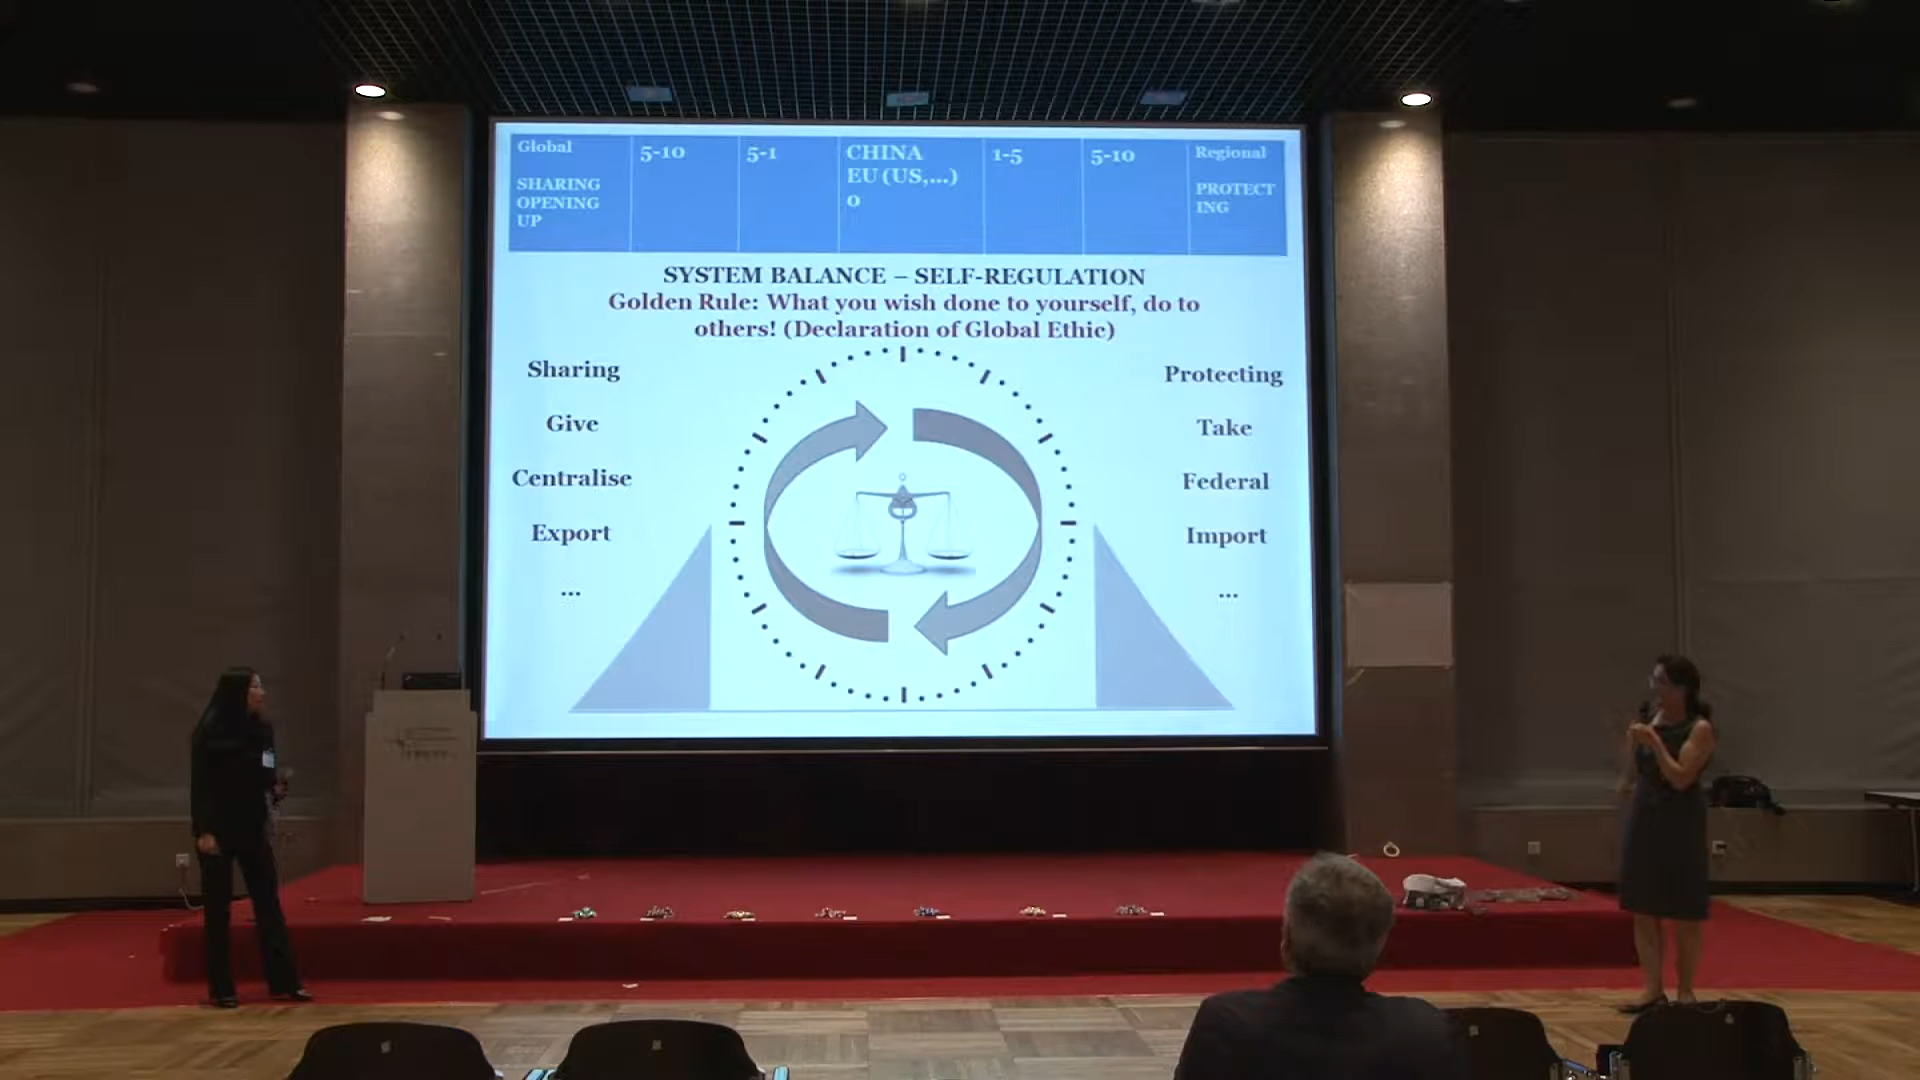 Global
SHARING
OPENING
UP
5-10
5-1
CHINA
EU (US,...)
0
1-5
5-10
Regional
PROTECT
ING
SYSTEM BALANCE – SELF-REGULATION
Golden Rule: What you wish done to yourself, do to
others! (Declaration of Global Ethic)
Sharing
Give
Centralise
Export
...
Protecting
Take
Federal
Import
...